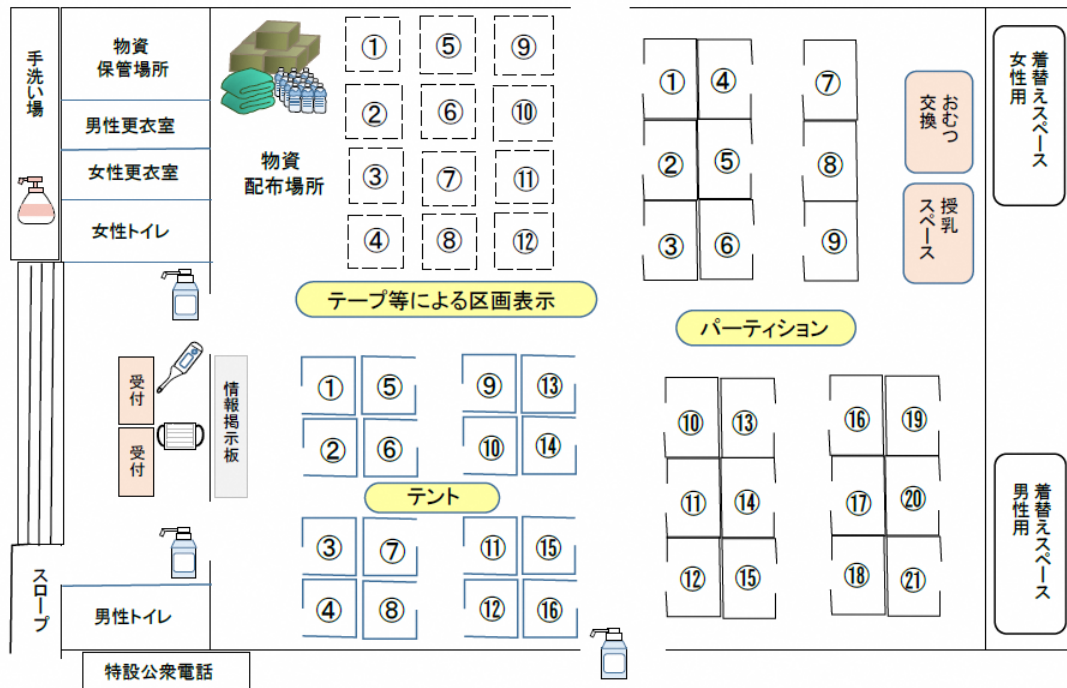 手洗い場
物資
保管場所
男性更衣室
女性更衣室
女性トイレ
物資
配布場所
① ⑤ ⑨
② ⑥ ⑩
③ ⑦ ⑪
④ ⑧ ⑫
テープ等による区画表示
① ④ ⑦
② ⑤ ⑧
③ ⑥ ⑨
おむつ
交換
授乳
スペース
着替えスペース
女性用
パーティション
受付
受付
情報掲示板
① ⑤ ⑨ ⑬
② ⑥ ⑩ ⑭
テント
③ ⑦ ⑪ ⑮
④ ⑧ ⑫ ⑯
⑩ ⑬ ⑯ ⑲
⑪ ⑭ ⑰ ⑳
⑫ ⑮ ⑱ ㉑
着替えスペース
男性用
スロープ
男性トイレ
特設公衆電話